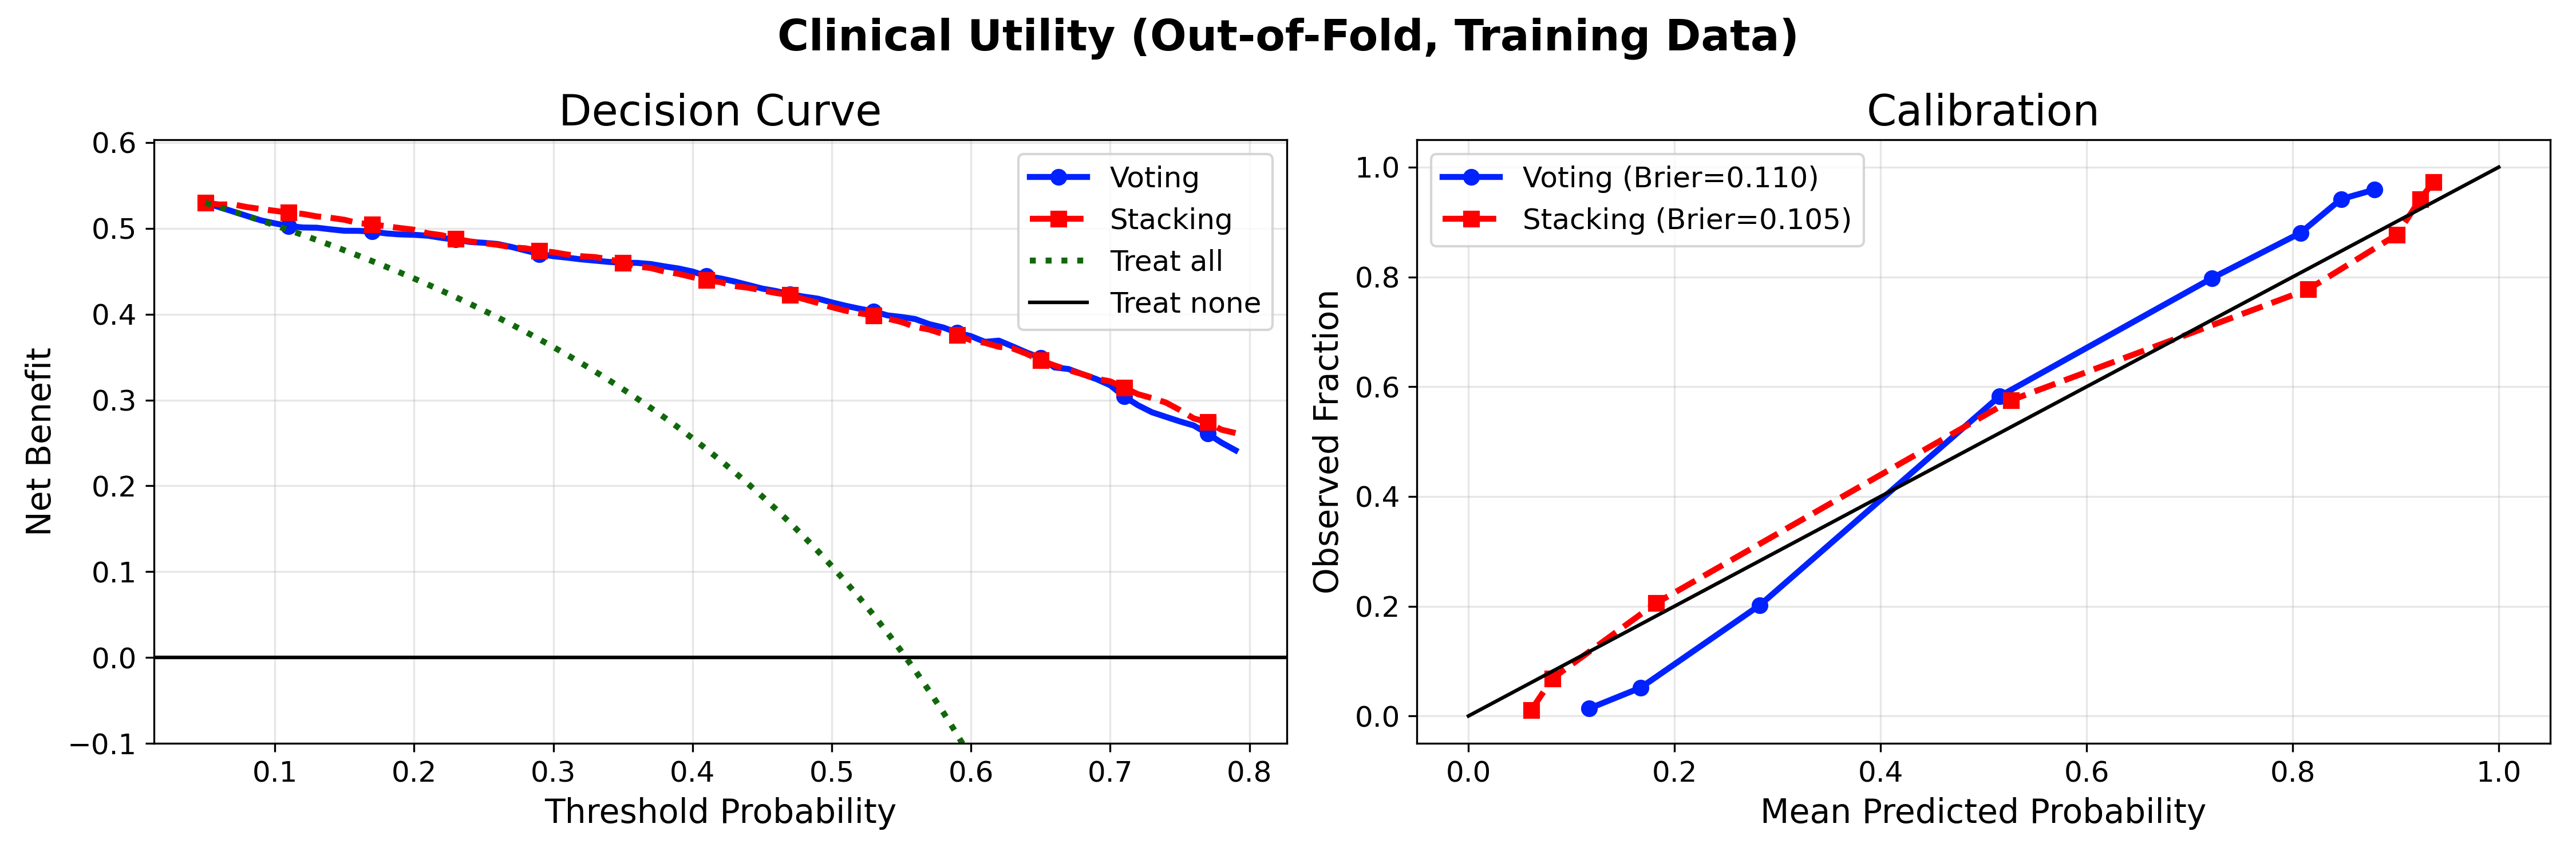 Clinical Utility (Out-of-Fold, Training Data)
Decision Curve
0.6
0.5
0.4
0.3
0.2
0.1
0.0
−0.1
Net Benefit
Voting
Stacking
Treat all
Treat none
0.1 0.2 0.3 0.4 0.5 0.6 0.7 0.8
Threshold Probability
Calibration
1.0
0.8
0.6
0.4
0.2
0.0
Observed Fraction
Voting (Brier=0.110)
Stacking (Brier=0.105)
0.0 0.2 0.4 0.6 0.8 1.0
Mean Predicted Probability